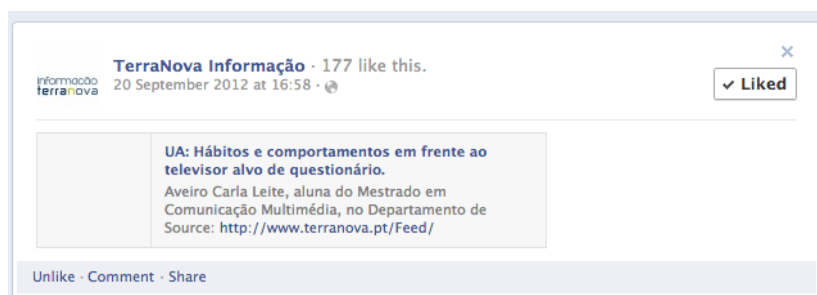 informação
terranova
TerraNova Informação · 177 like this.
20 September 2012 at 16:58 ·
×
✓ Liked
UA: Hábitos e comportamentos em frente ao
televisor alvo de questionário.
Aveiro Carla Leite, aluna do Mestrado em
Comunicação Multimédia, no Departamento de
Source: http://www.terranova.pt/Feed/
Unlike · Comment · Share